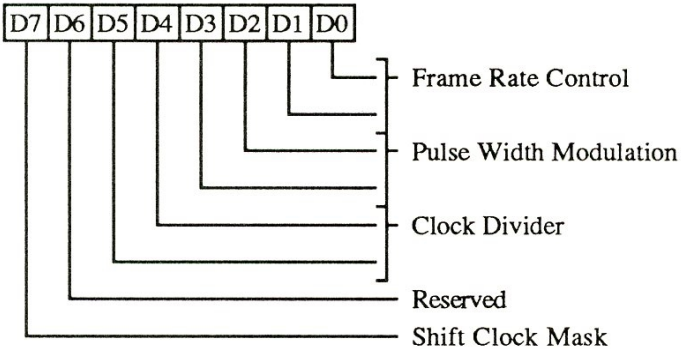 D7 D6 D5 D4 D3 D2 D1 D0
Frame Rate Control
Pulse Width Modulation
Clock Divider
Reserved
Shift Clock Mask